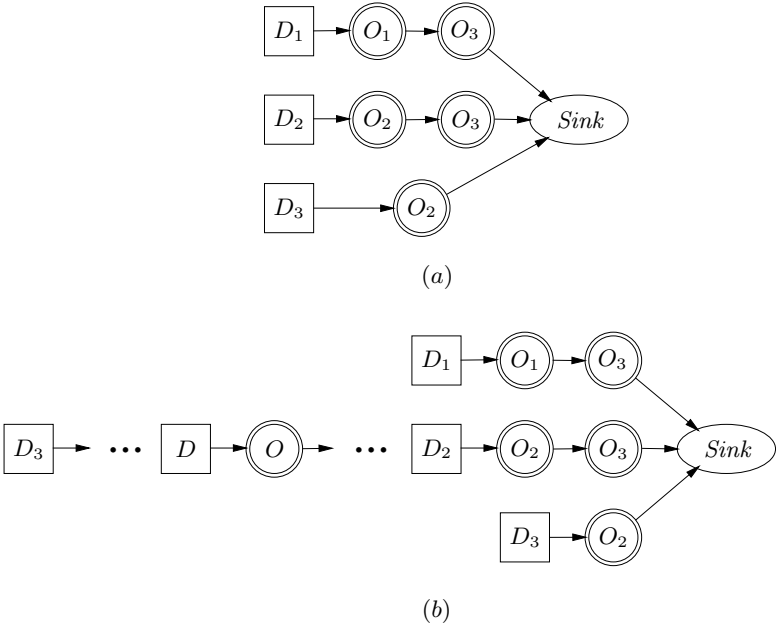 D₁ O₁ O₃
D₂ O₂ O₃ Sink
D₃ O₂
(a)
D₁ O₁ O₃
D₃ ••• D O ••• D₂ O₂ O₃ Sink
D₃ O₂
(b)